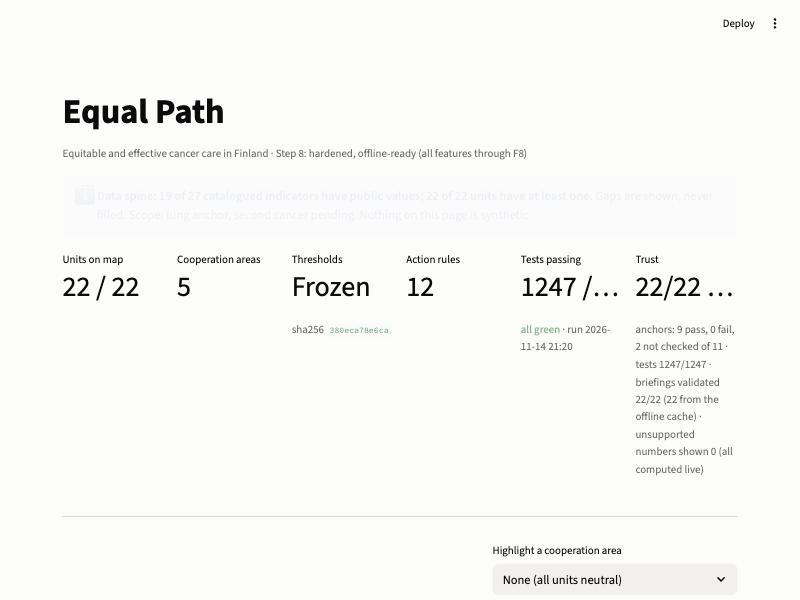 Deploy
Equal Path
Equitable and effective cancer care in Finland · Step 8: hardened, offline-ready (all features through F8)
Data spine: 19 of 27 catalogued indicators have public values; 22 of 22 units have at least one. Gaps are shown, never
filled. Scope: lung anchor, second cancer pending. Nothing on this page is synthetic.
Units on map
22 / 22
Cooperation areas
5
Thresholds
Frozen
sha256 380eca78e6ca
Action rules
12
Tests passing
1247 /…
all green · run 2026-
11-14 21:20
Trust
22/22 …
anchors: 9 pass, 0 fail,
2 not checked of 11 ·
tests 1247/1247 ·
briefings validated
22/22 (22 from the
offline cache) ·
unsupported
numbers shown 0 (all
computed live)
Highlight a cooperation area
None (all units neutral)